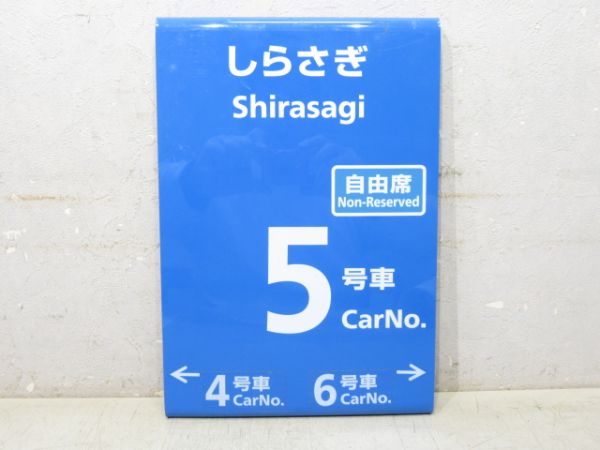 しらさぎ
Shirasagi
自由席
Non-Reserved
5号車
CarNo.
← 4号車 6号車 →
CarNo. CarNo.